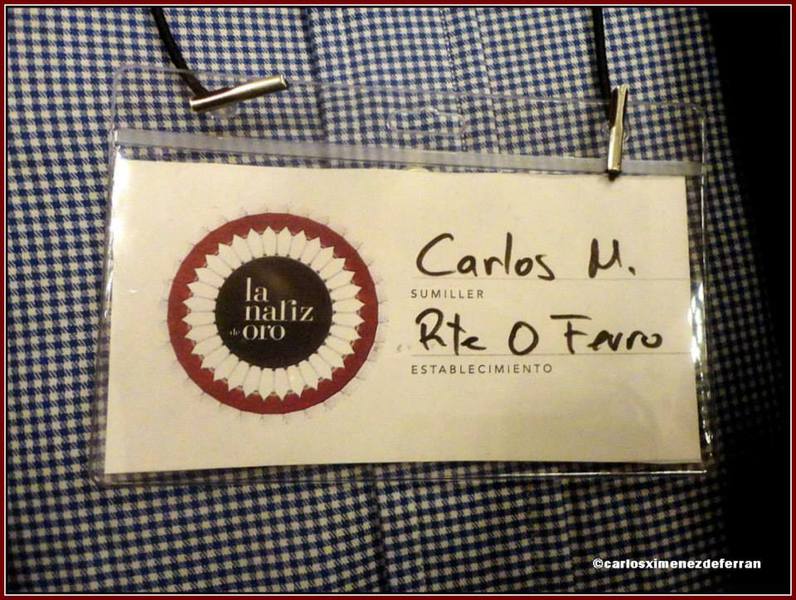 la
nariz
de oro
Carlos M.
SUMILLER
Rte O Ferro
ESTABLECIMIENTO
©carlosximenezdeferran